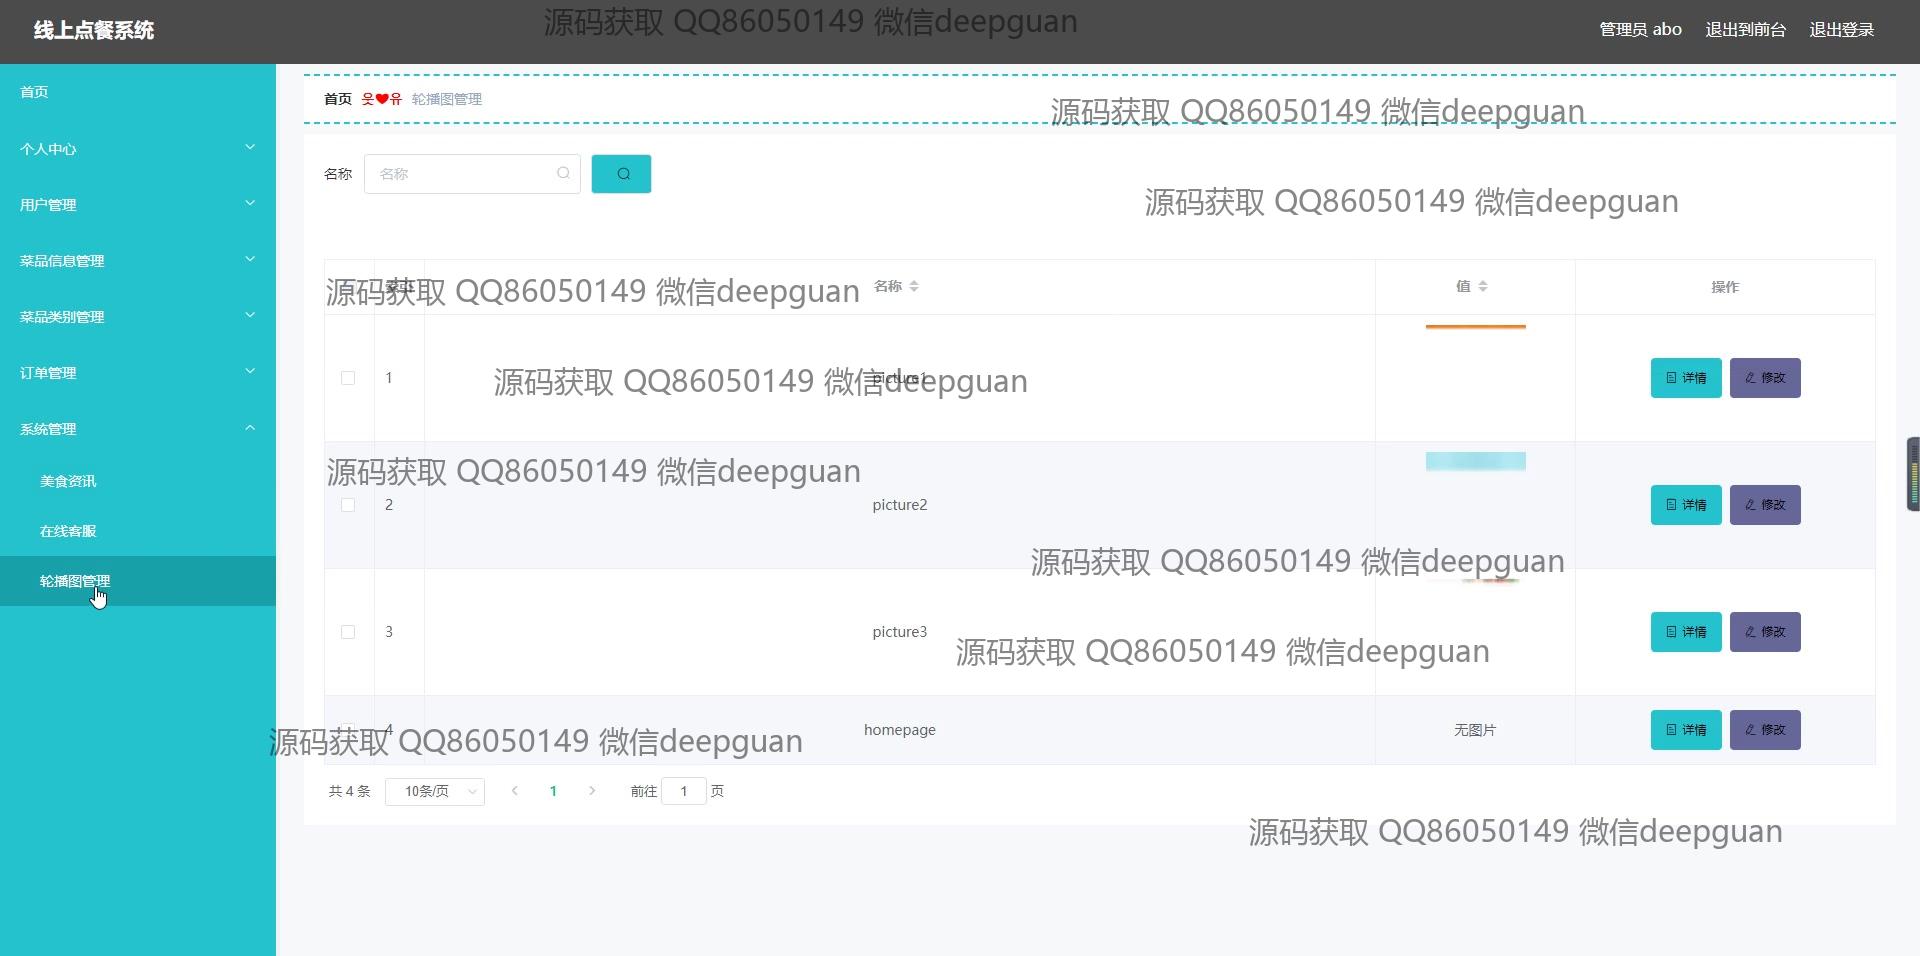 线上点餐系统
源码获取 QQ86050149 微信deepguan
管理员 abo 退出到前台 退出登录
首页
首页 웃❤유 轮播图管理
源码获取 QQ86050149 微信deepguan
个人中心
名称 名称
源码获取 QQ86050149 微信deepguan
用户管理
菜品信息管理
索引 名称 值 操作
源码获取 QQ86050149 微信deepguan
菜品类别管理
订单管理
1 picture1 详情 修改
源码获取 QQ86050149 微信deepguan
系统管理
源码获取 QQ86050149 微信deepguan
美食资讯
2 picture2 详情 修改
在线客服
源码获取 QQ86050149 微信deepguan
轮播图管理
3 picture3 详情 修改
源码获取 QQ86050149 微信deepguan
4 homepage 无图片 详情 修改
源码获取 QQ86050149 微信deepguan
共 4 条 10条/页 1 前往 1 页
源码获取 QQ86050149 微信deepguan